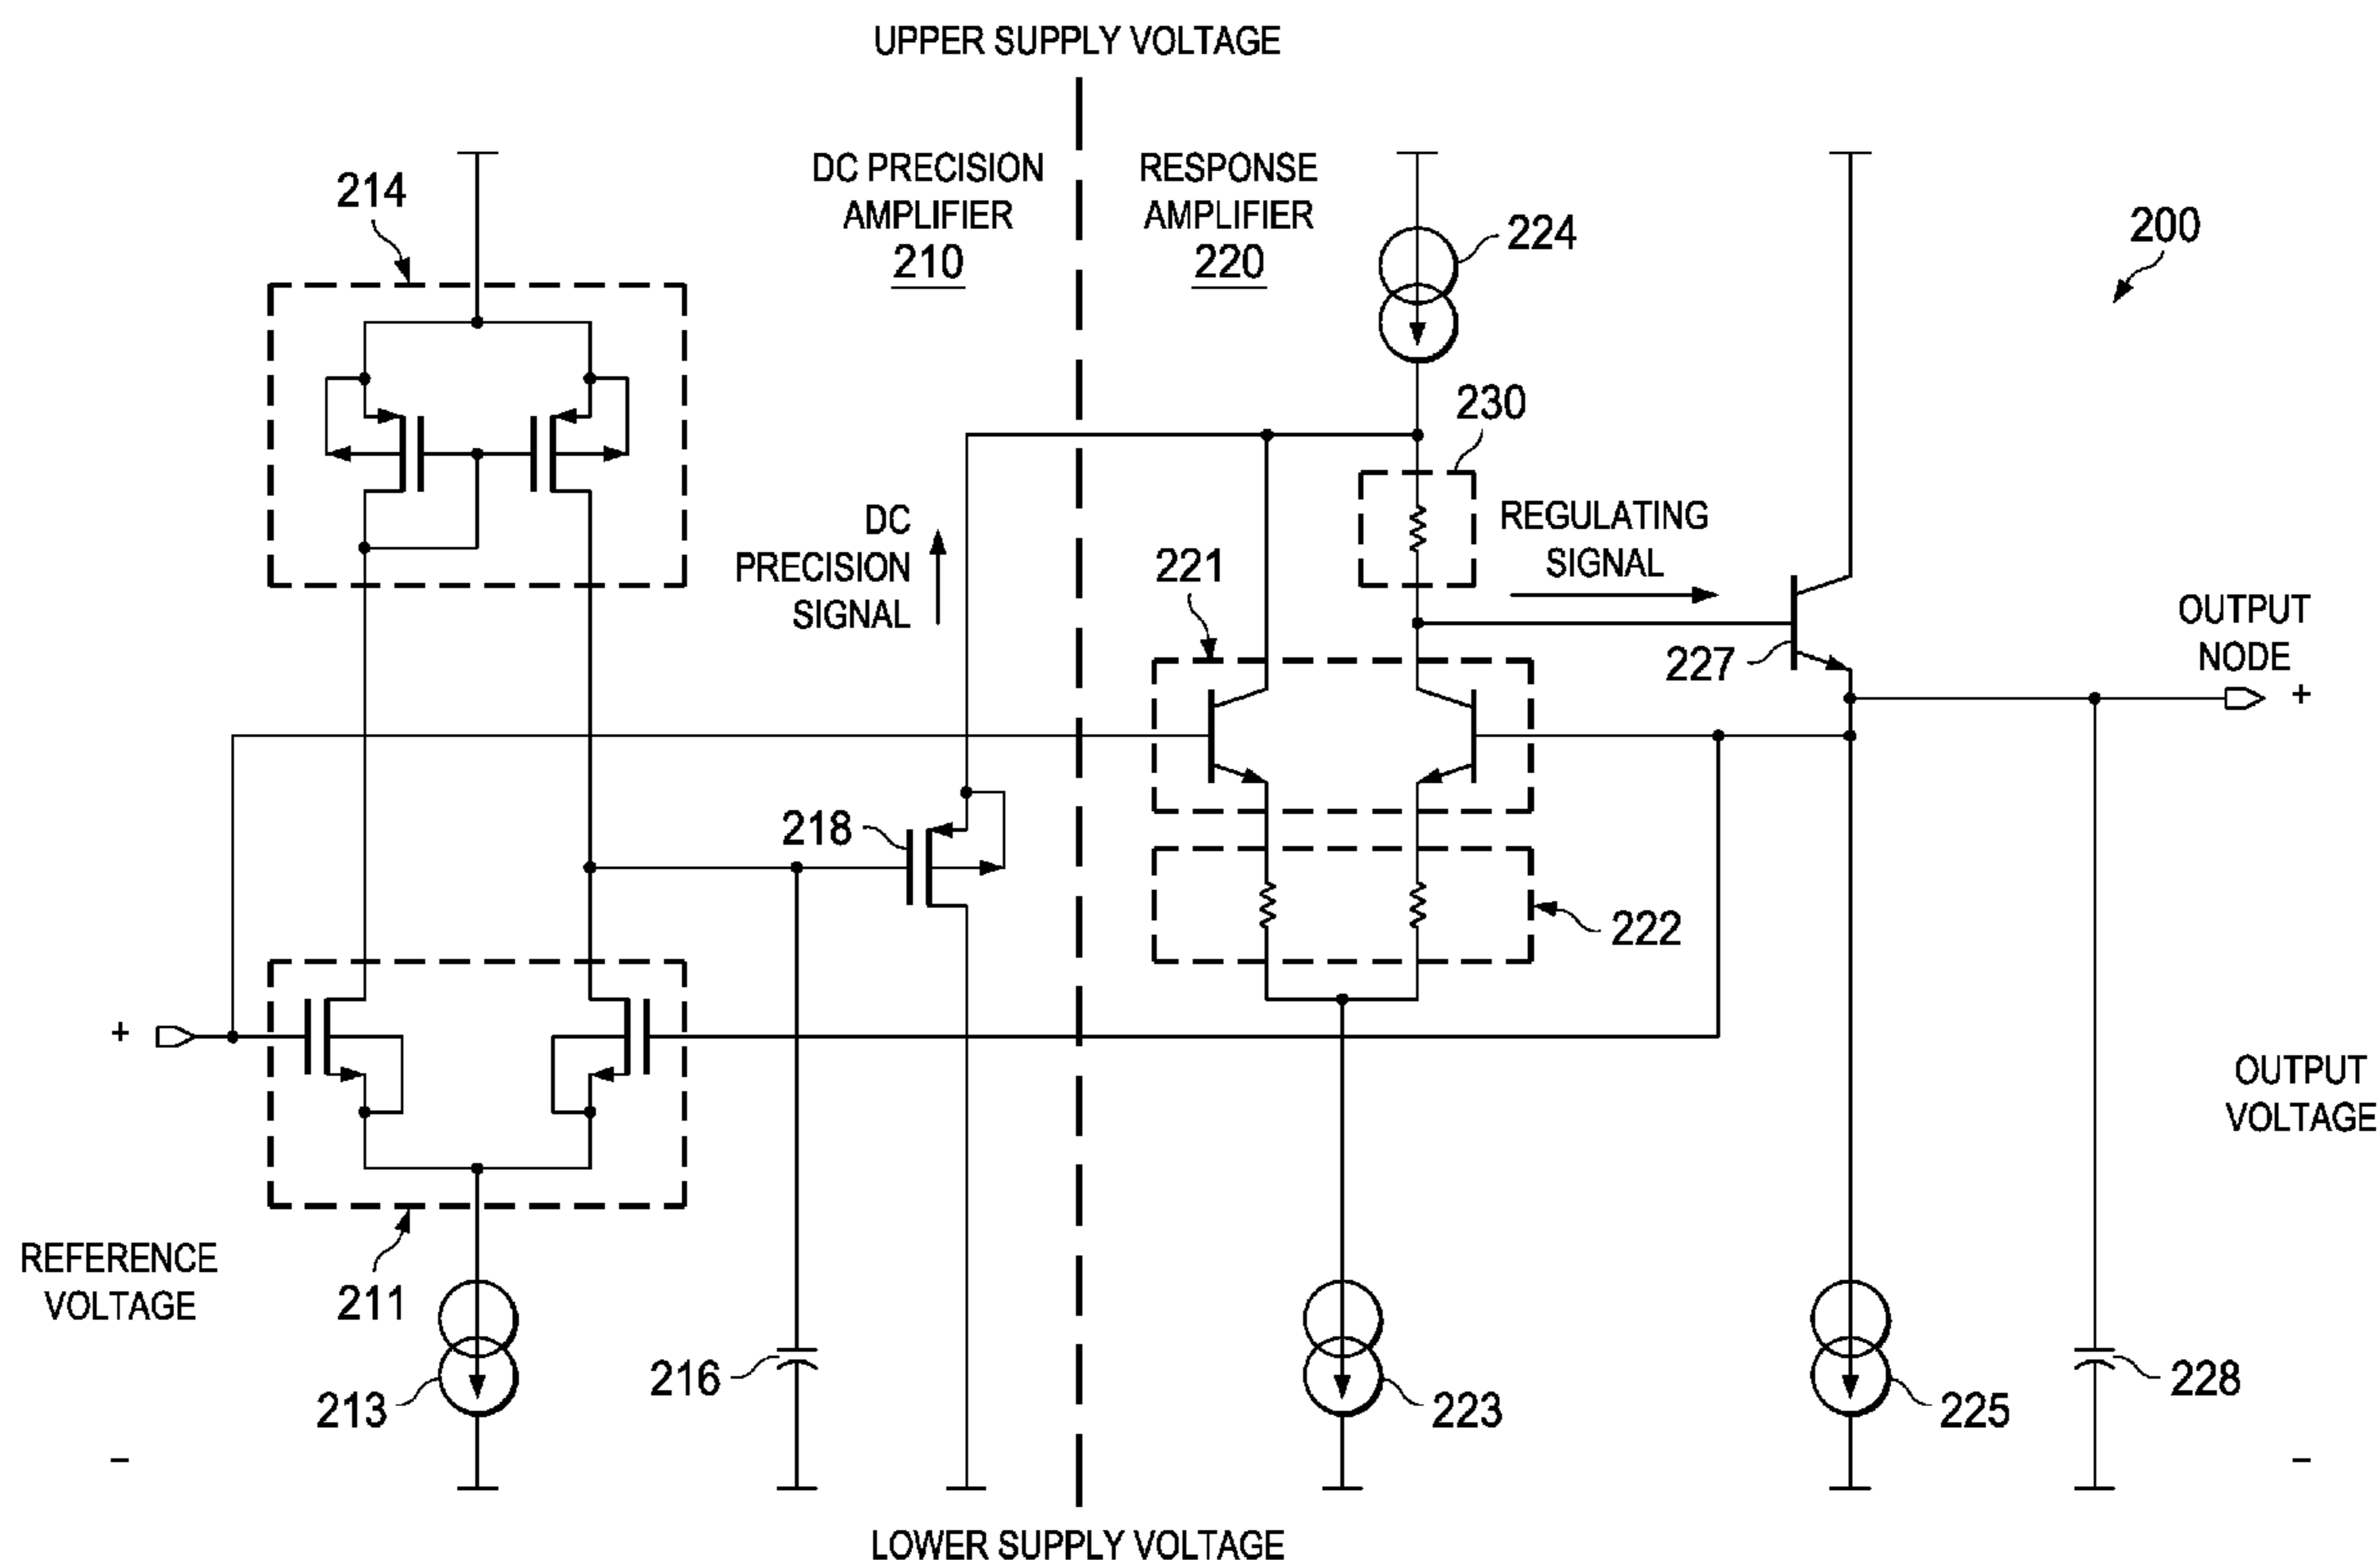 UPPER SUPPLY VOLTAGE
214
DC PRECISION
AMPLIFIER
210
RESPONSE
AMPLIFIER
220
224
200
230
DC
PRECISION
SIGNAL
REGULATING
SIGNAL
221
227
OUTPUT
NODE
+
218
222
+
OUTPUT
VOLTAGE
REFERENCE
VOLTAGE
211
213
216
223
225
228
–
–
LOWER SUPPLY VOLTAGE